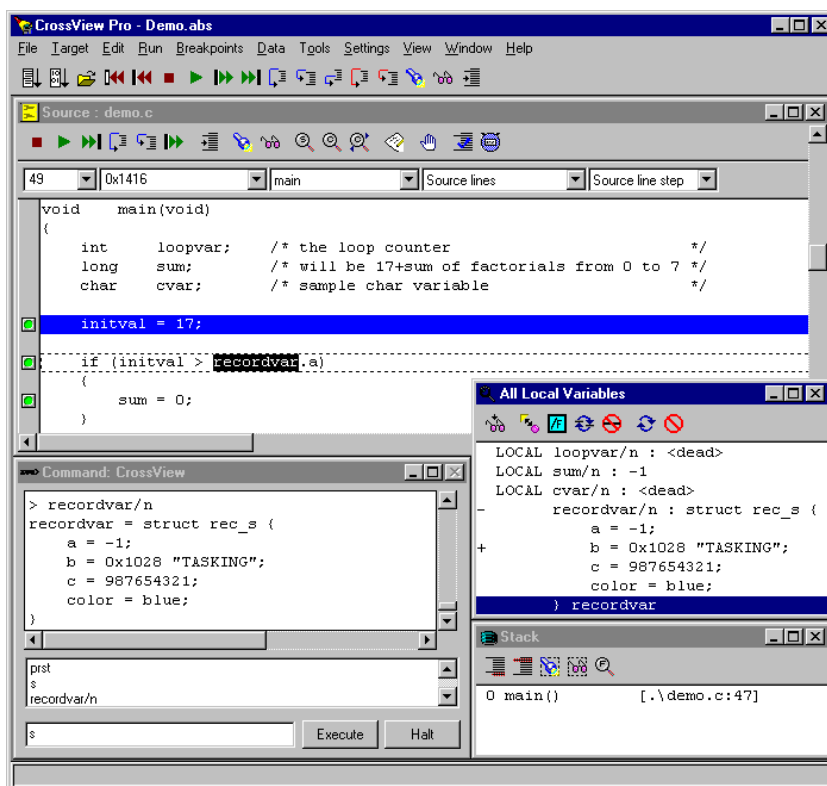 CrossView Pro - Demo.abs
File Target Edit Run Breakpoints Data Tools Settings View Window Help
Source : demo.c
49 0x1416 main Source lines Source line step
void main(void)
{
int loopvar; /* the loop counter */
long sum; /* will be 17+sum of factorials from 0 to 7 */
char cvar; /* sample char variable */
initval = 17;
if (initval > recordvar.a)
{
sum = 0;
}
All Local Variables
LOCAL loopvar/n : <dead>
LOCAL sum/n : -1
LOCAL cvar/n : <dead>
- recordvar/n : struct rec_s {
a = -1;
+ b = 0x1028 "TASKING";
c = 987654321;
color = blue;
} recordvar
Command: CrossView
> recordvar/n
recordvar = struct rec_s {
a = -1;
b = 0x1028 "TASKING";
c = 987654321;
color = blue;
}
prst
s
recordvar/n
s Execute Halt
Stack
0 main() [.\demo.c:47]